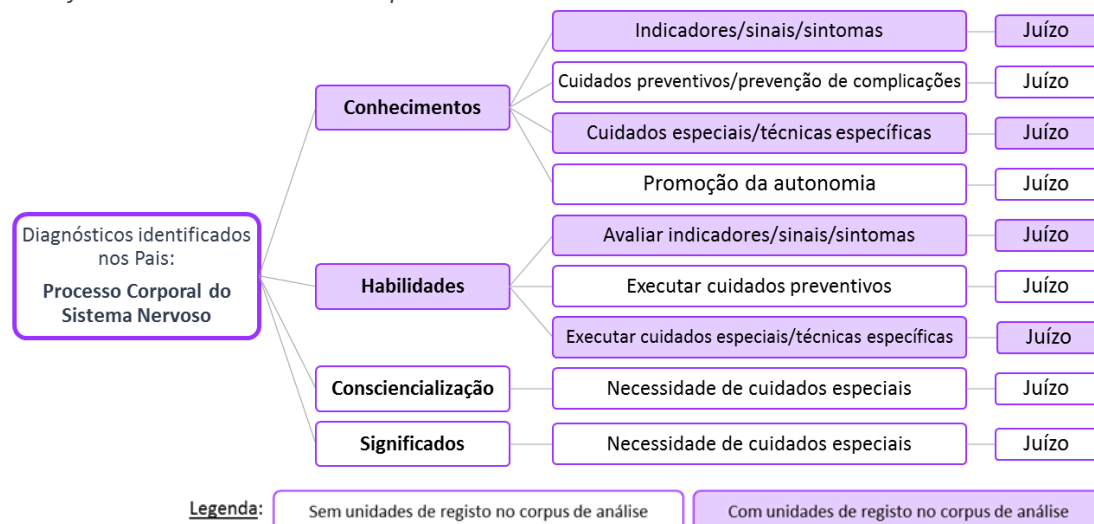 Indicadores/sinais/sintomas
Juízo
Cuidados preventivos/prevenção de complicações
Juízo
Conhecimentos
Cuidados especiais/técnicas específicas
Juízo
Promoção da autonomia
Juízo
Diagnósticos identificados
nos Pais:
Processo Corporal do
Sistema Nervoso
Avaliar indicadores/sinais/sintomas
Juízo
Habilidades
Executar cuidados preventivos
Juízo
Executar cuidados especiais/técnicas específicas
Juízo
Consciencialização
Necessidade de cuidados especiais
Juízo
Significados
Necessidade de cuidados especiais
Juízo
Legenda:
Sem unidades de registo no corpus de análise
Com unidades de registo no corpus de análise